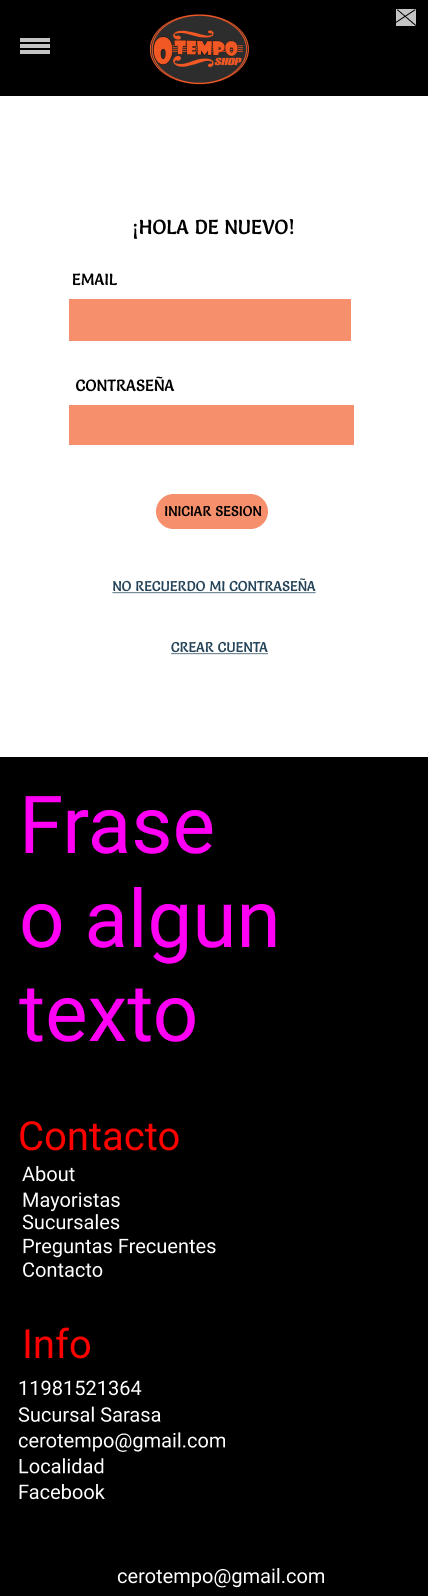 0 TEMPO
SHOP
¡HOLA DE NUEVO!
EMAIL
CONTRASEÑA
INICIAR SESION
NO RECUERDO MI CONTRASEÑA
CREAR CUENTA
Frase
o algun
texto
Contacto
About
Mayoristas
Sucursales
Preguntas Frecuentes
Contacto
Info
11981521364
Sucursal Sarasa
cerotempo@gmail.com
Localidad
Facebook
cerotempo@gmail.com